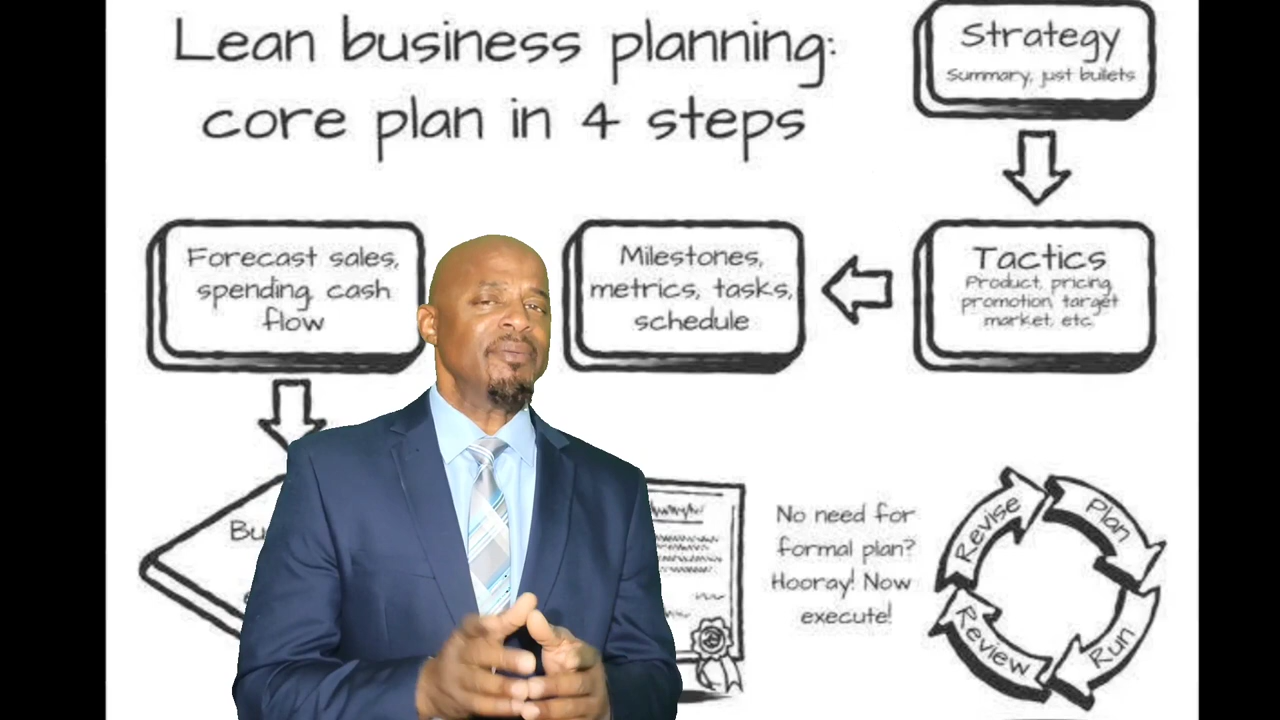 Lean business planning:
core plan in 4 steps
Strategy
Summary, just bullets
Tactics
Product, pricing,
promotion, target
market, etc.
Milestones,
metrics, tasks,
schedule
Forecast sales,
spending, cash
flow
No need for
formal plan?
Hooray! Now
execute!
Plan
Run
Review
Revise